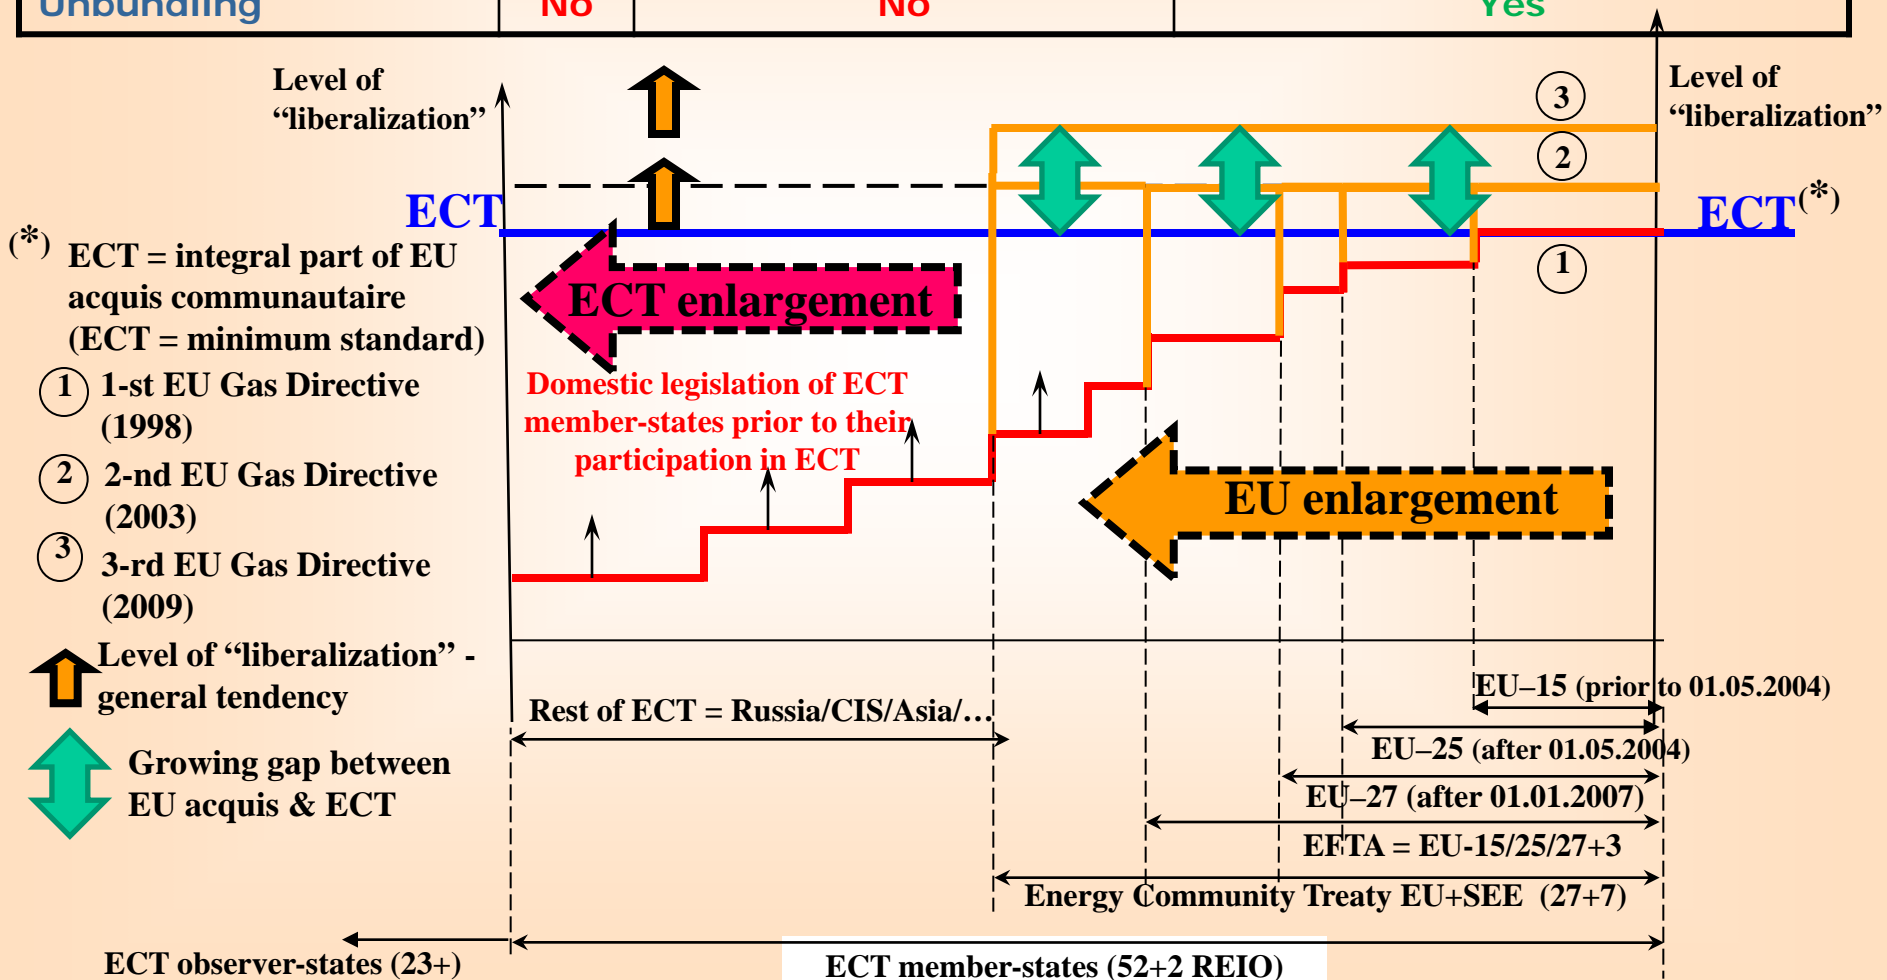 Unbundling No No Yes
Level of
“liberalization”
Level of
“liberalization”
3
2
ECT
ECT(*)
1
(*) ECT = integral part of EU
acquis communautaire
(ECT = minimum standard)
ECT enlargement
1 1-st EU Gas Directive
(1998)
2 2-nd EU Gas Directive
(2003)
3 3-rd EU Gas Directive
(2009)
Domestic legislation of ECT
member-states prior to their
participation in ECT
EU enlargement
Level of “liberalization” -
general tendency
Growing gap between
EU acquis & ECT
Rest of ECT = Russia/CIS/Asia/…
EU–15 (prior to 01.05.2004)
EU–25 (after 01.05.2004)
EU–27 (after 01.01.2007)
EFTA = EU-15/25/27+3
Energy Community Treaty EU+SEE (27+7)
ECT observer-states (23+)
ECT member-states (52+2 REIO)